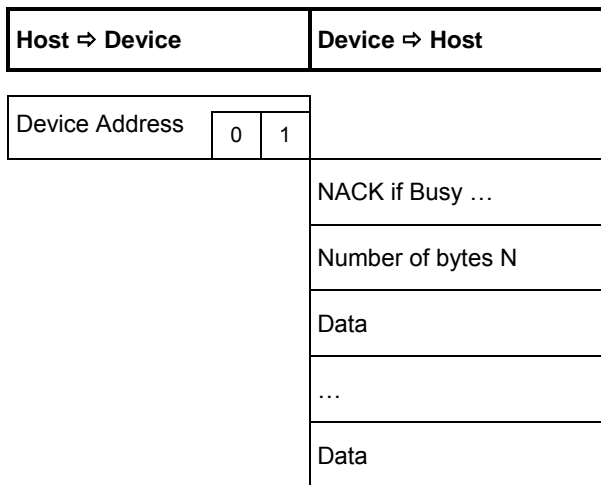 Host ⇨ Device
Device ⇨ Host
Device Address 0 1
NACK if Busy …
Number of bytes N
Data
…
Data